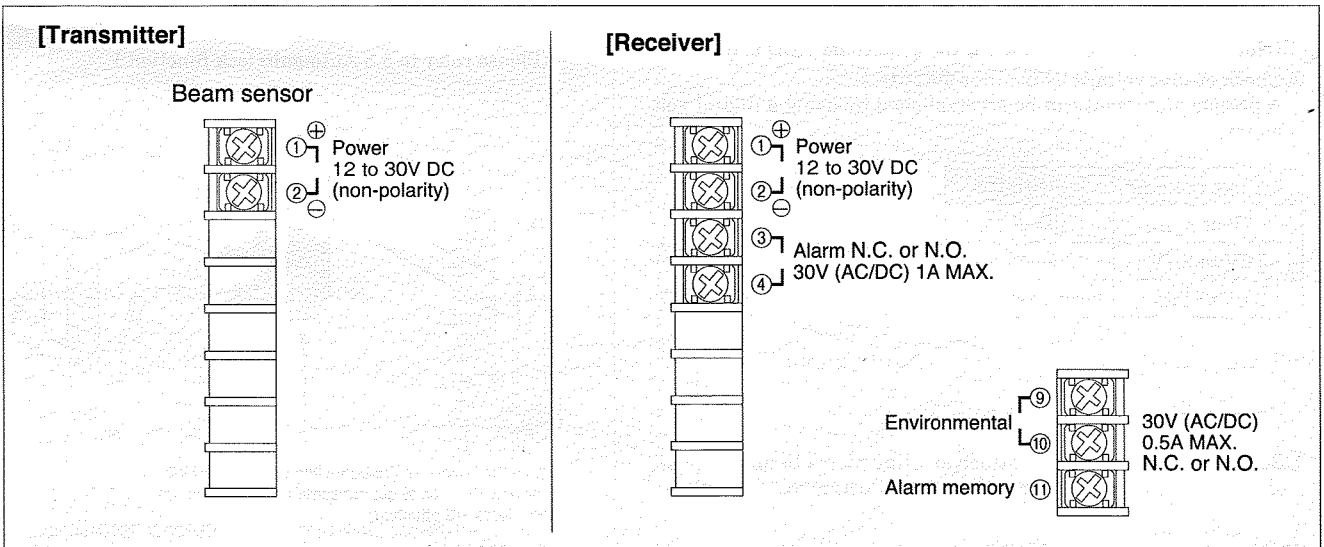 [Transmitter]
Beam sensor
① ⊕
Power
12 to 30V DC
(non-polarity)
② ⊖
[Receiver]
① ⊕
Power
12 to 30V DC
(non-polarity)
② ⊖
③
Alarm N.C. or N.O.
30V (AC/DC) 1A MAX.
④
Environmental
⑨
⑩
30V (AC/DC)
0.5A MAX.
N.C. or N.O.
Alarm memory ⑪